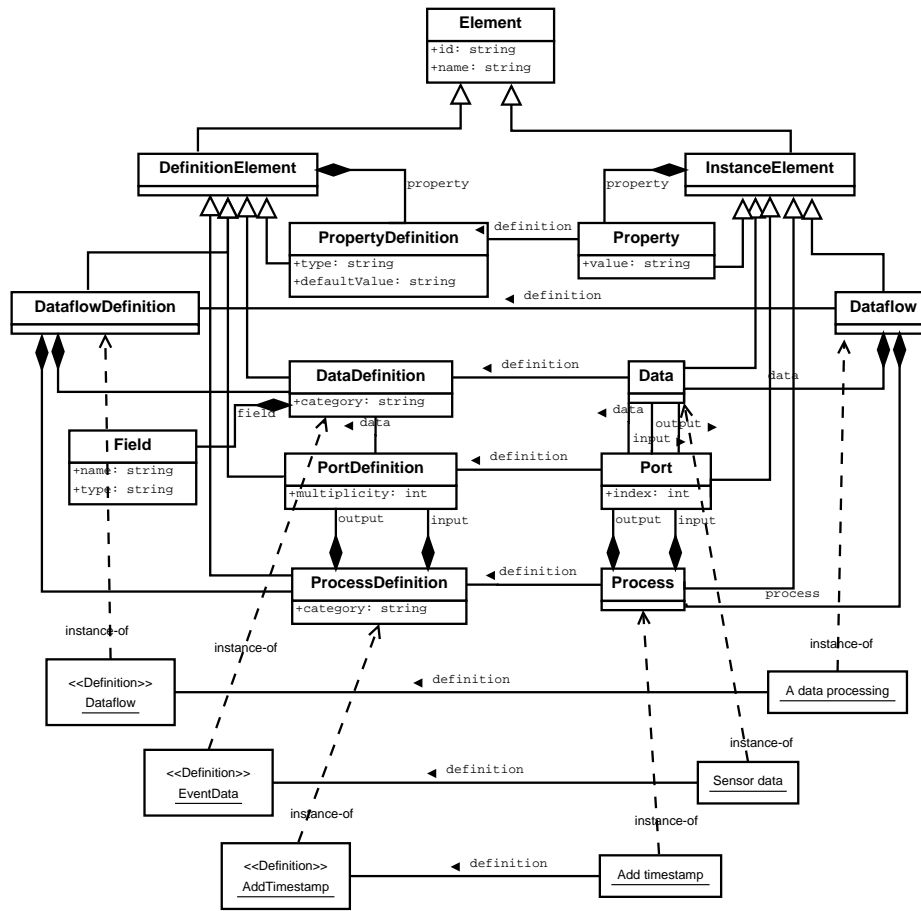 Element
+id: string
+name: string
DefinitionElement
InstanceElement
property
property
PropertyDefinition
+type: string
+defaultValue: string
◄ definition
Property
+value: string
DataflowDefinition
◄ definition
Dataflow
DataDefinition
+category: string
◄ definition
Data
data
field
◄ data
◄ data
output ►
input ►
Field
+name: string
+type: string
PortDefinition
+multiplicity: int
◄ definition
Port
+index: int
output
input
output
input
ProcessDefinition
+category: string
◄ definition
Process
process
instance-of
instance-of
instance-of
<<Definition>>
Dataflow
◄ definition
A data processing
instance-of
<<Definition>>
EventData
◄ definition
Sensor data
instance-of
instance-of
<<Definition>>
AddTimestamp
◄ definition
Add timestamp